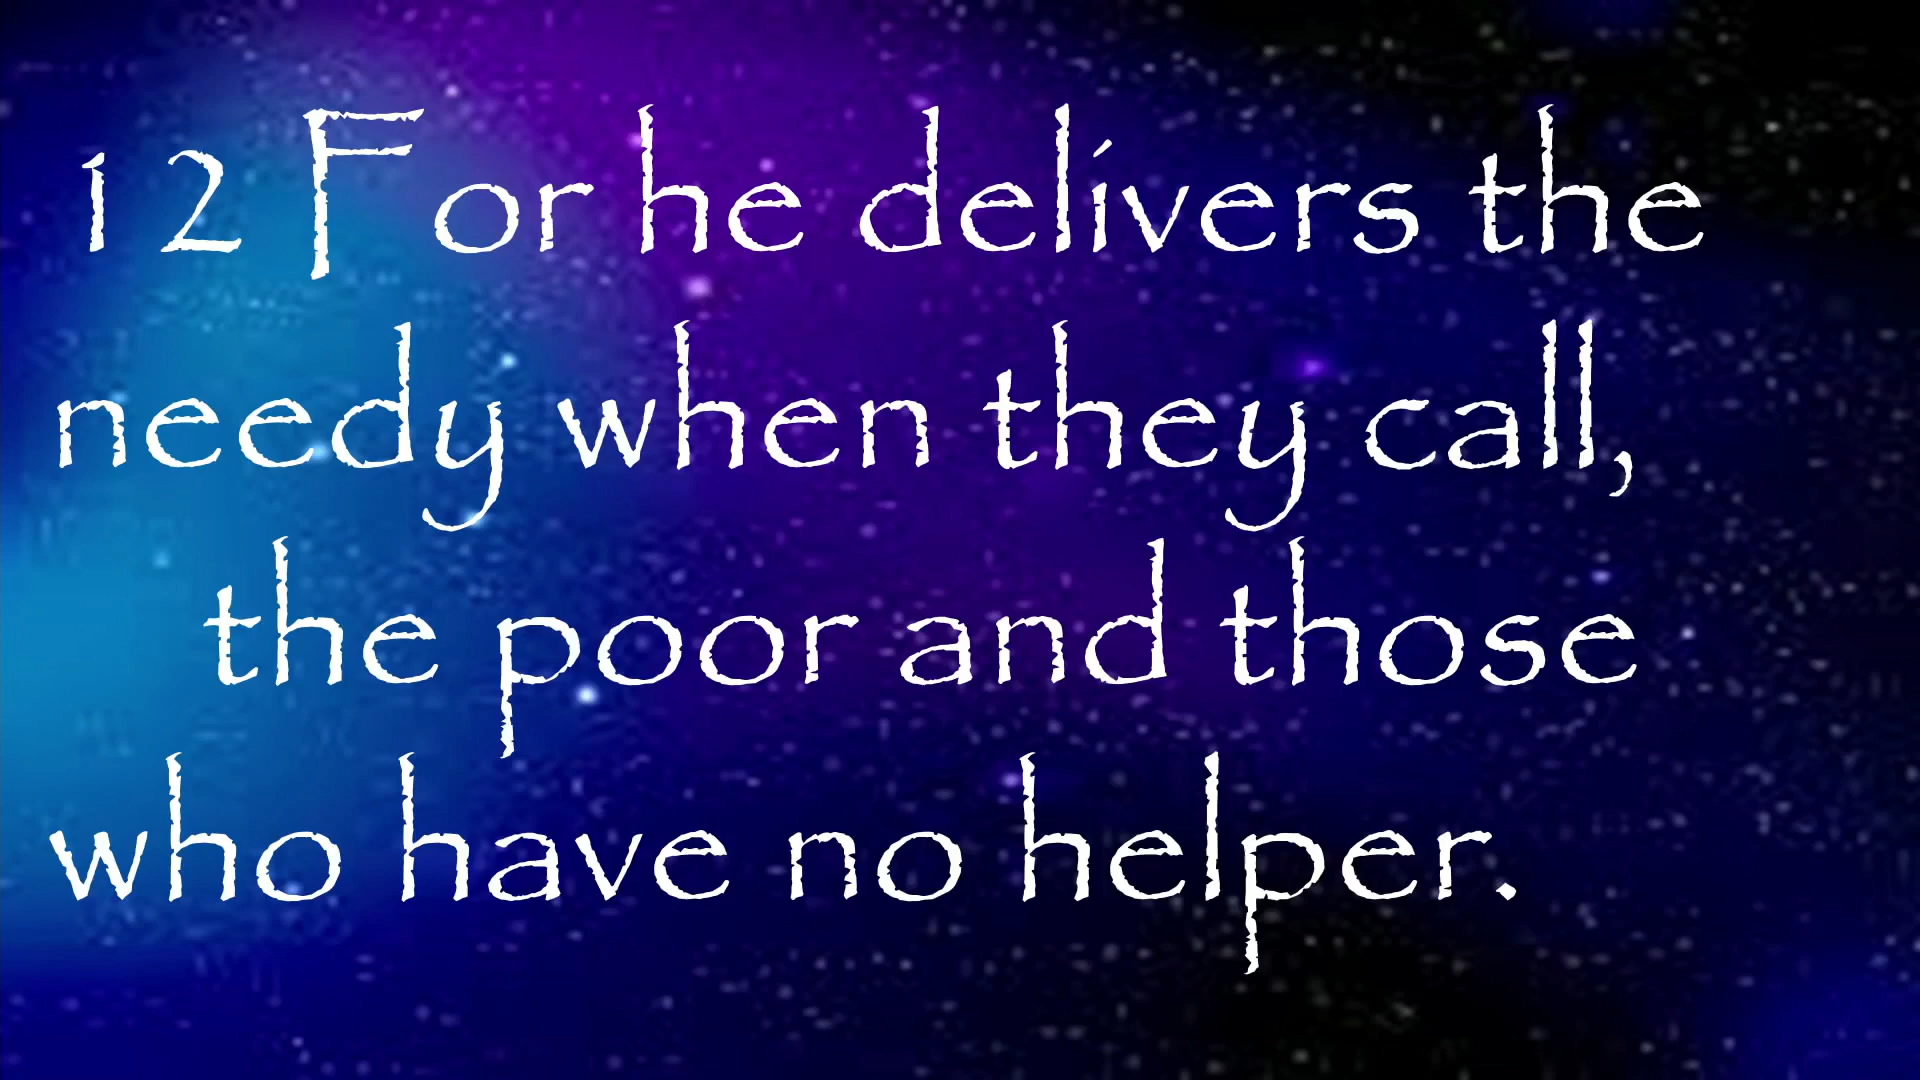 12 For he delivers the
needy when they call,
the poor and those
who have no helper.